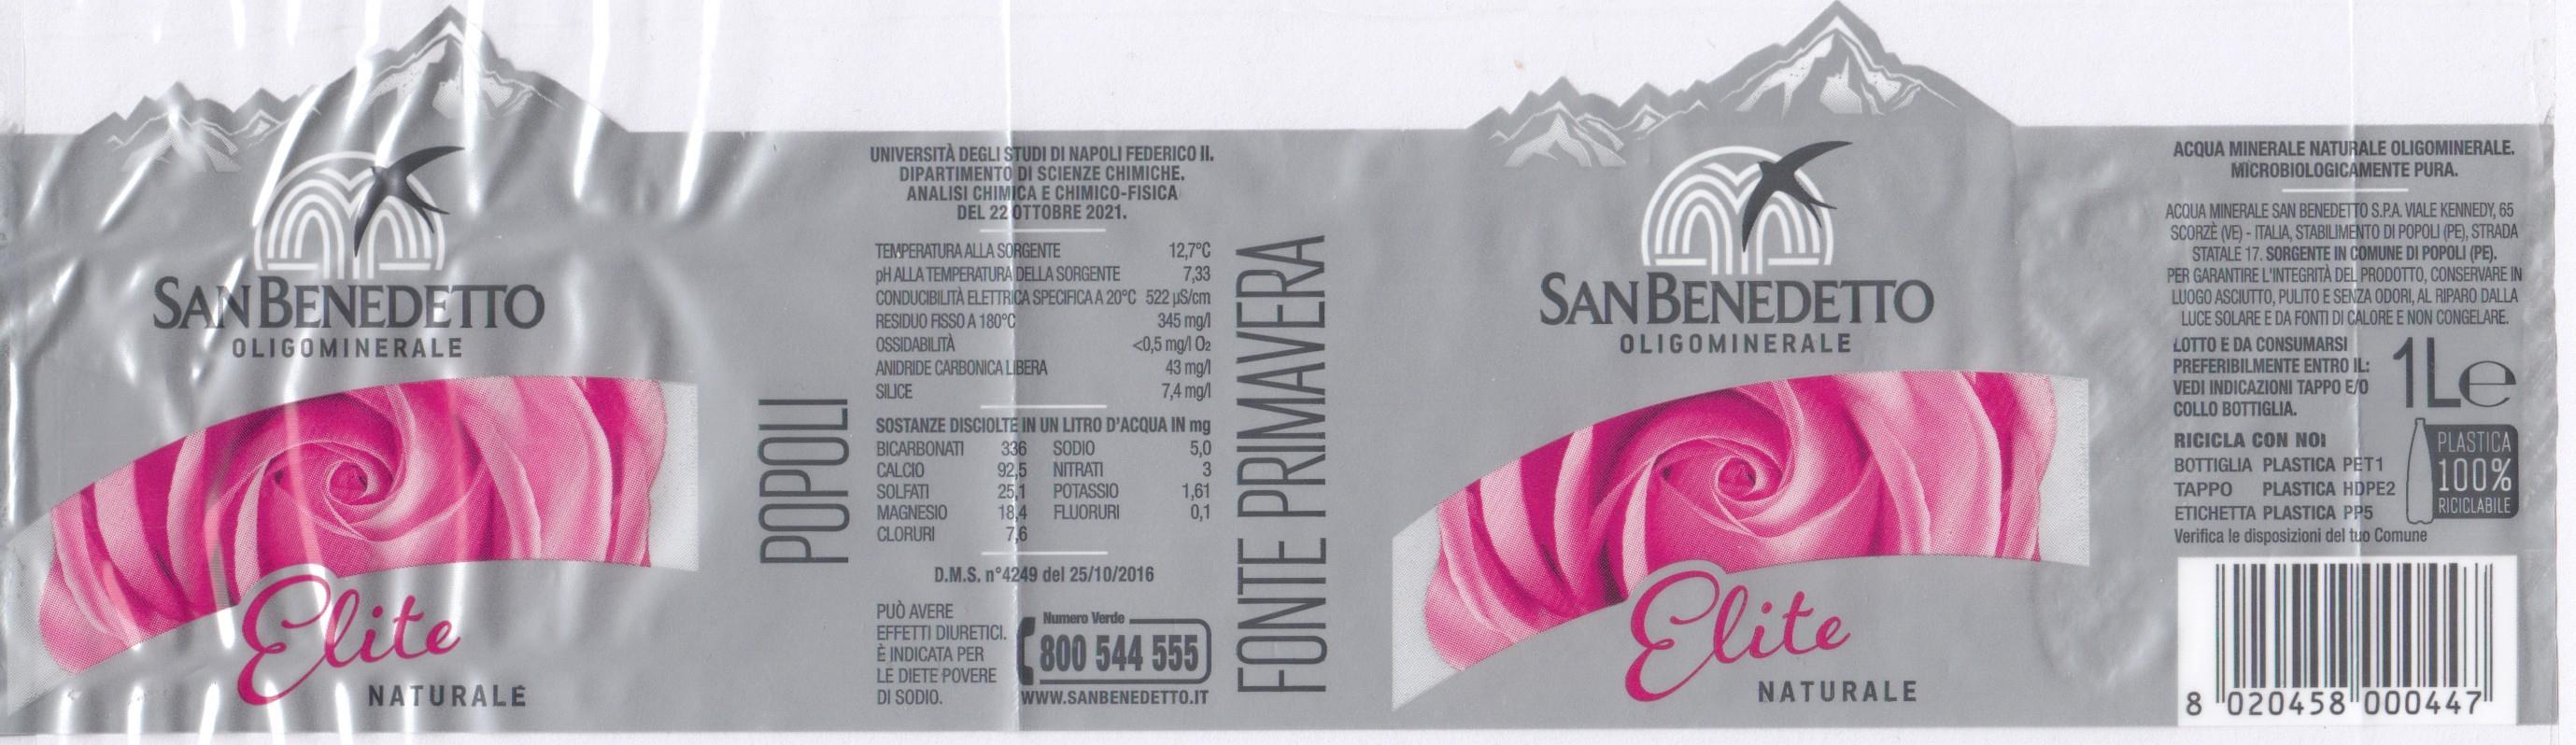 SAN BENEDETTO
OLIGOMINERALE
Elite
NATURALE
POPOLI
UNIVERSITÀ DEGLI STUDI DI NAPOLI FEDERICO II.
DIPARTIMENTO DI SCIENZE CHIMICHE.
ANALISI CHIMICA E CHIMICO-FISICA
DEL 22 OTTOBRE 2021.
TEMPERATURA ALLA SORGENTE 12,7°C
pH ALLA TEMPERATURA DELLA SORGENTE 7,33
CONDUCIBILITÀ ELETTRICA SPECIFICA A 20°C 522 µS/cm
RESIDUO FISSO A 180°C 345 mg/l
OSSIDABILITÀ <0,5 mg/l O₂
ANIDRIDE CARBONICA LIBERA 43 mg/l
SILICE 7,4 mg/l
SOSTANZE DISCIOLTE IN UN LITRO D'ACQUA IN mg
BICARBONATI 336 SODIO 5,0
CALCIO 92,5 NITRATI 3
SOLFATI 25,1 POTASSIO 1,61
MAGNESIO 18,4 FLUORURI 0,1
CLORURI 7,6
D.M.S. n°4249 del 25/10/2016
PUÒ AVERE
EFFETTI DIURETICI.
È INDICATA PER
LE DIETE POVERE
DI SODIO.
Numero Verde
800 544 555
WWW.SANBENEDETTO.IT
FONTE PRIMAVERA
SAN BENEDETTO
OLIGOMINERALE
Elite
NATURALE
ACQUA MINERALE NATURALE OLIGOMINERALE.
MICROBIOLOGICAMENTE PURA.
ACQUA MINERALE SAN BENEDETTO S.P.A. VIALE KENNEDY, 65
SCORZÈ (VE) - ITALIA, STABILIMENTO DI POPOLI (PE), STRADA
STATALE 17. SORGENTE IN COMUNE DI POPOLI (PE).
PER GARANTIRE L'INTEGRITÀ DEL PRODOTTO, CONSERVARE IN
LUOGO ASCIUTTO, PULITO E SENZA ODORI, AL RIPARO DALLA
LUCE SOLARE E DA FONTI DI CALORE E NON CONGELARE.
LOTTO E DA CONSUMARSI
PREFERIBILMENTE ENTRO IL:
VEDI INDICAZIONI TAPPO E/O
COLLO BOTTIGLIA.
1L e
RICICLA CON NOI
BOTTIGLIA PLASTICA PET1
TAPPO PLASTICA HDPE2
ETICHETTA PLASTICA PP5
Verifica le disposizioni del tuo Comune
PLASTICA
100%
RICICLABILE
8 020458 000447